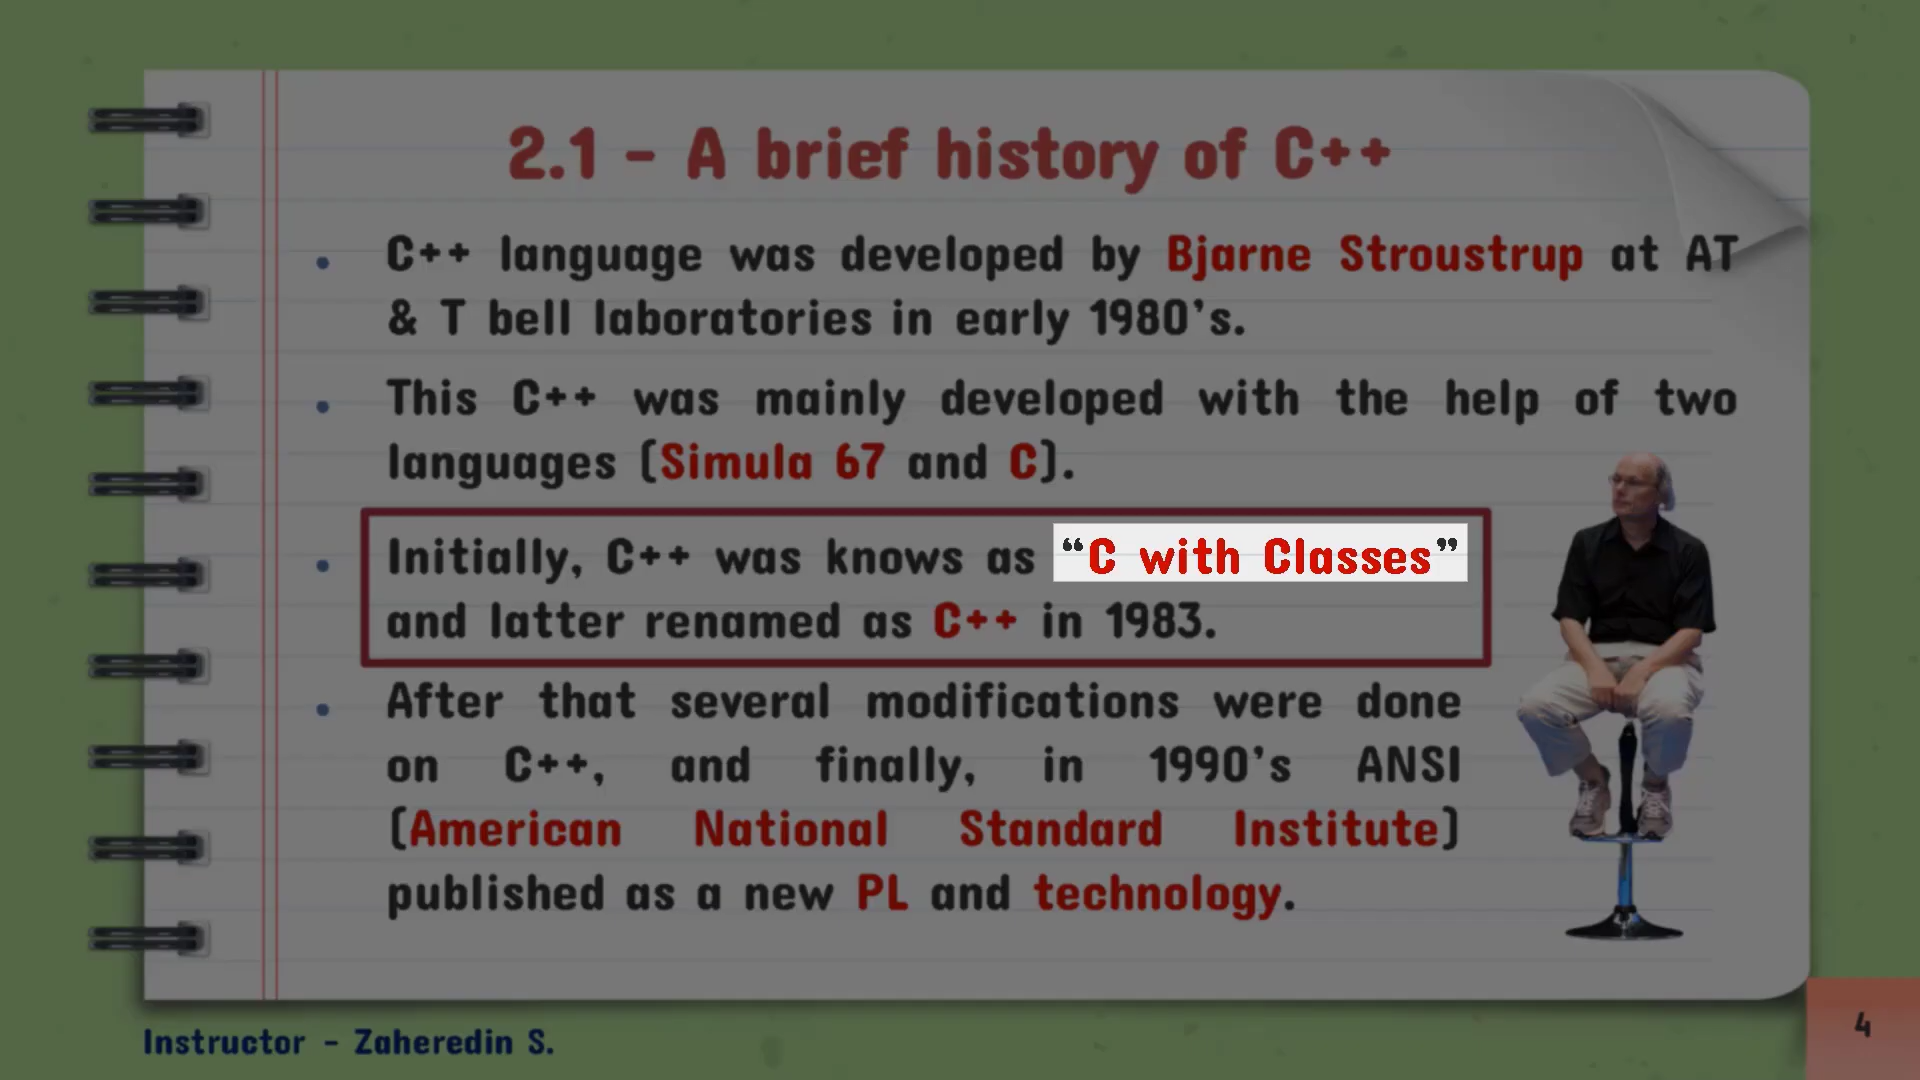 2.1 - A brief history of C++
• C++ language was developed by Bjarne Stroustrup at AT
& T bell laboratories in early 1980's.
• This C++ was mainly developed with the help of two
languages (Simula 67 and C).
• Initially, C++ was knows as “C with Classes”
and latter renamed as C++ in 1983.
• After that several modifications were done
on C++, and finally, in 1990's ANSI
(American National Standard Institute)
published as a new PL and technology.
Instructor - Zaheredin S.
4